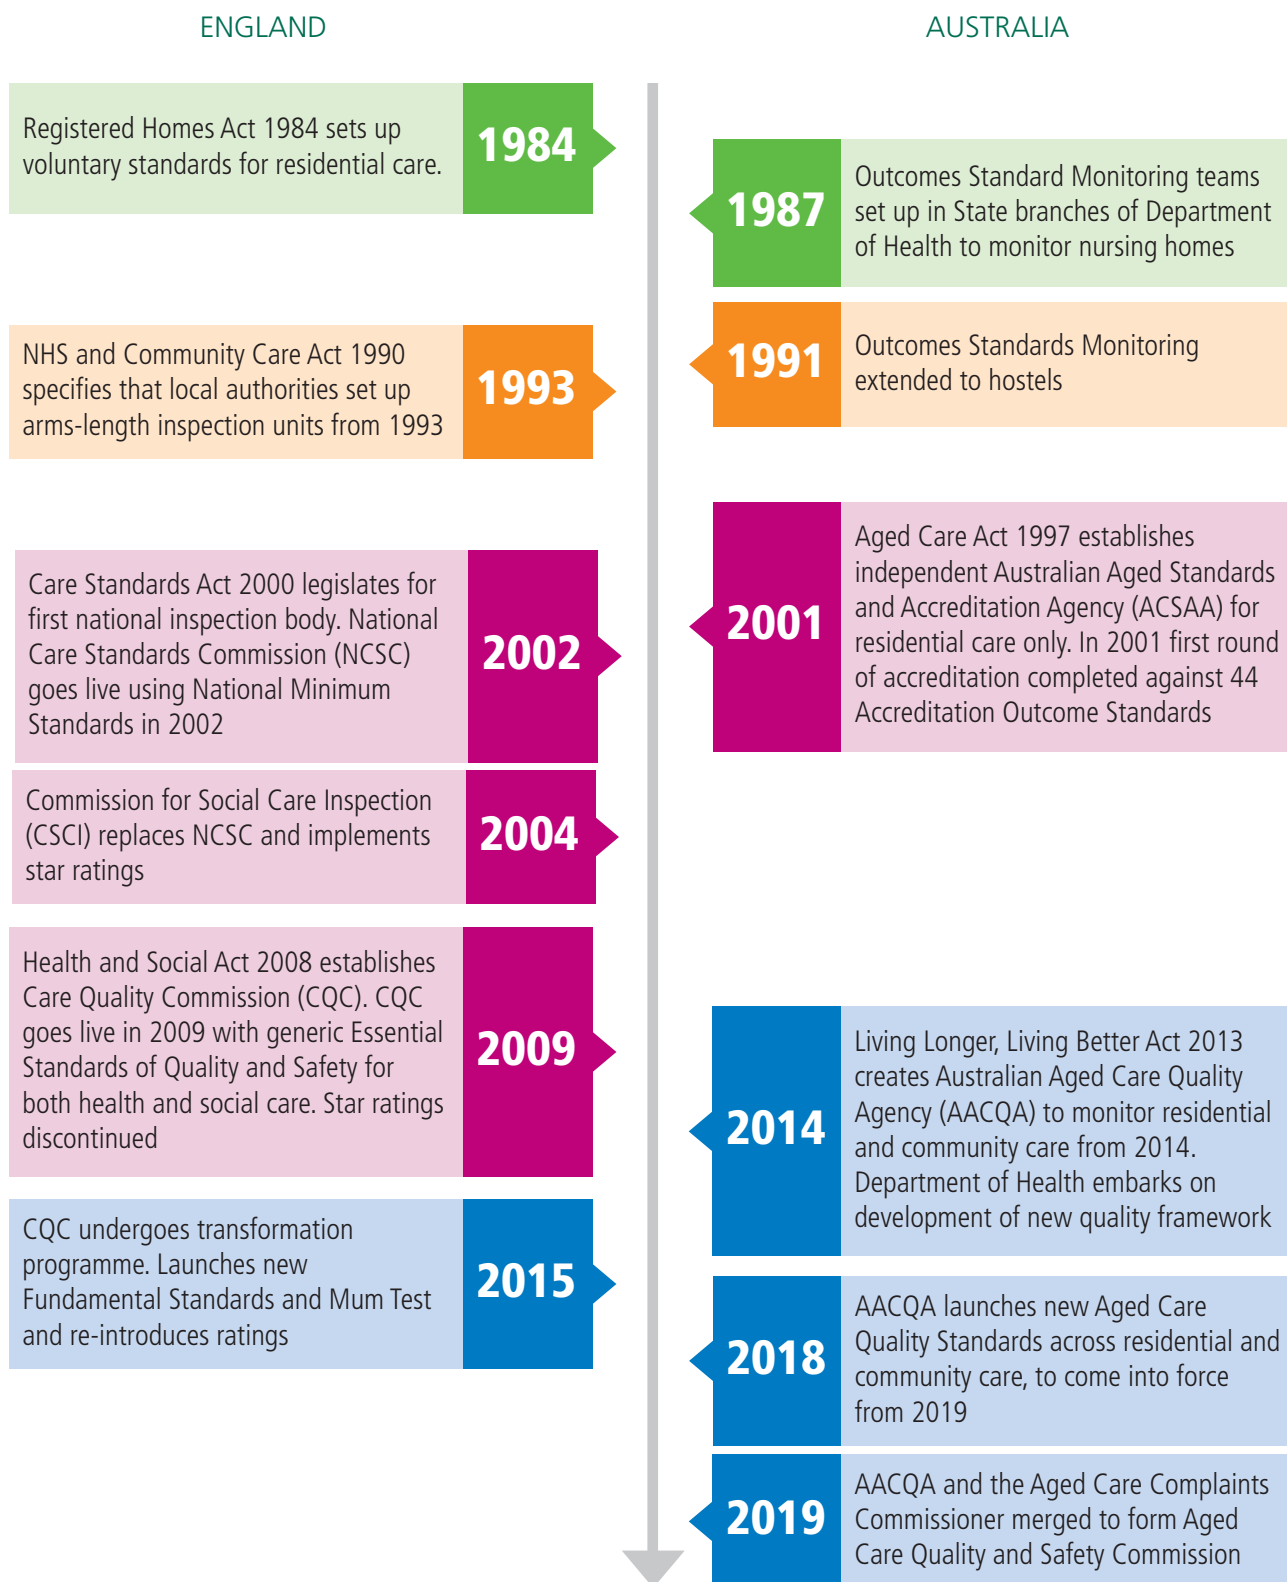 ENGLAND
Registered Homes Act 1984 sets up
voluntary standards for residential care.
1984
NHS and Community Care Act 1990
specifies that local authorities set up
arms-length inspection units from 1993
1993
Care Standards Act 2000 legislates for
first national inspection body. National
Care Standards Commission (NCSC)
goes live using National Minimum
Standards in 2002
2002
Commission for Social Care Inspection
(CSCI) replaces NCSC and implements
star ratings
2004
Health and Social Act 2008 establishes
Care Quality Commission (CQC). CQC
goes live in 2009 with generic Essential
Standards of Quality and Safety for
both health and social care. Star ratings
discontinued
2009
CQC undergoes transformation
programme. Launches new
Fundamental Standards and Mum Test
and re-introduces ratings
2015
AUSTRALIA
1987
Outcomes Standard Monitoring teams
set up in State branches of Department
of Health to monitor nursing homes
1991
Outcomes Standards Monitoring
extended to hostels
2001
Aged Care Act 1997 establishes
independent Australian Aged Standards
and Accreditation Agency (ACSAA) for
residential care only. In 2001 first round
of accreditation completed against 44
Accreditation Outcome Standards
2014
Living Longer, Living Better Act 2013
creates Australian Aged Care Quality
Agency (AACQA) to monitor residential
and community care from 2014.
Department of Health embarks on
development of new quality framework
2018
AACQA launches new Aged Care
Quality Standards across residential and
community care, to come into force
from 2019
2019
AACQA and the Aged Care Complaints
Commissioner merged to form Aged
Care Quality and Safety Commission